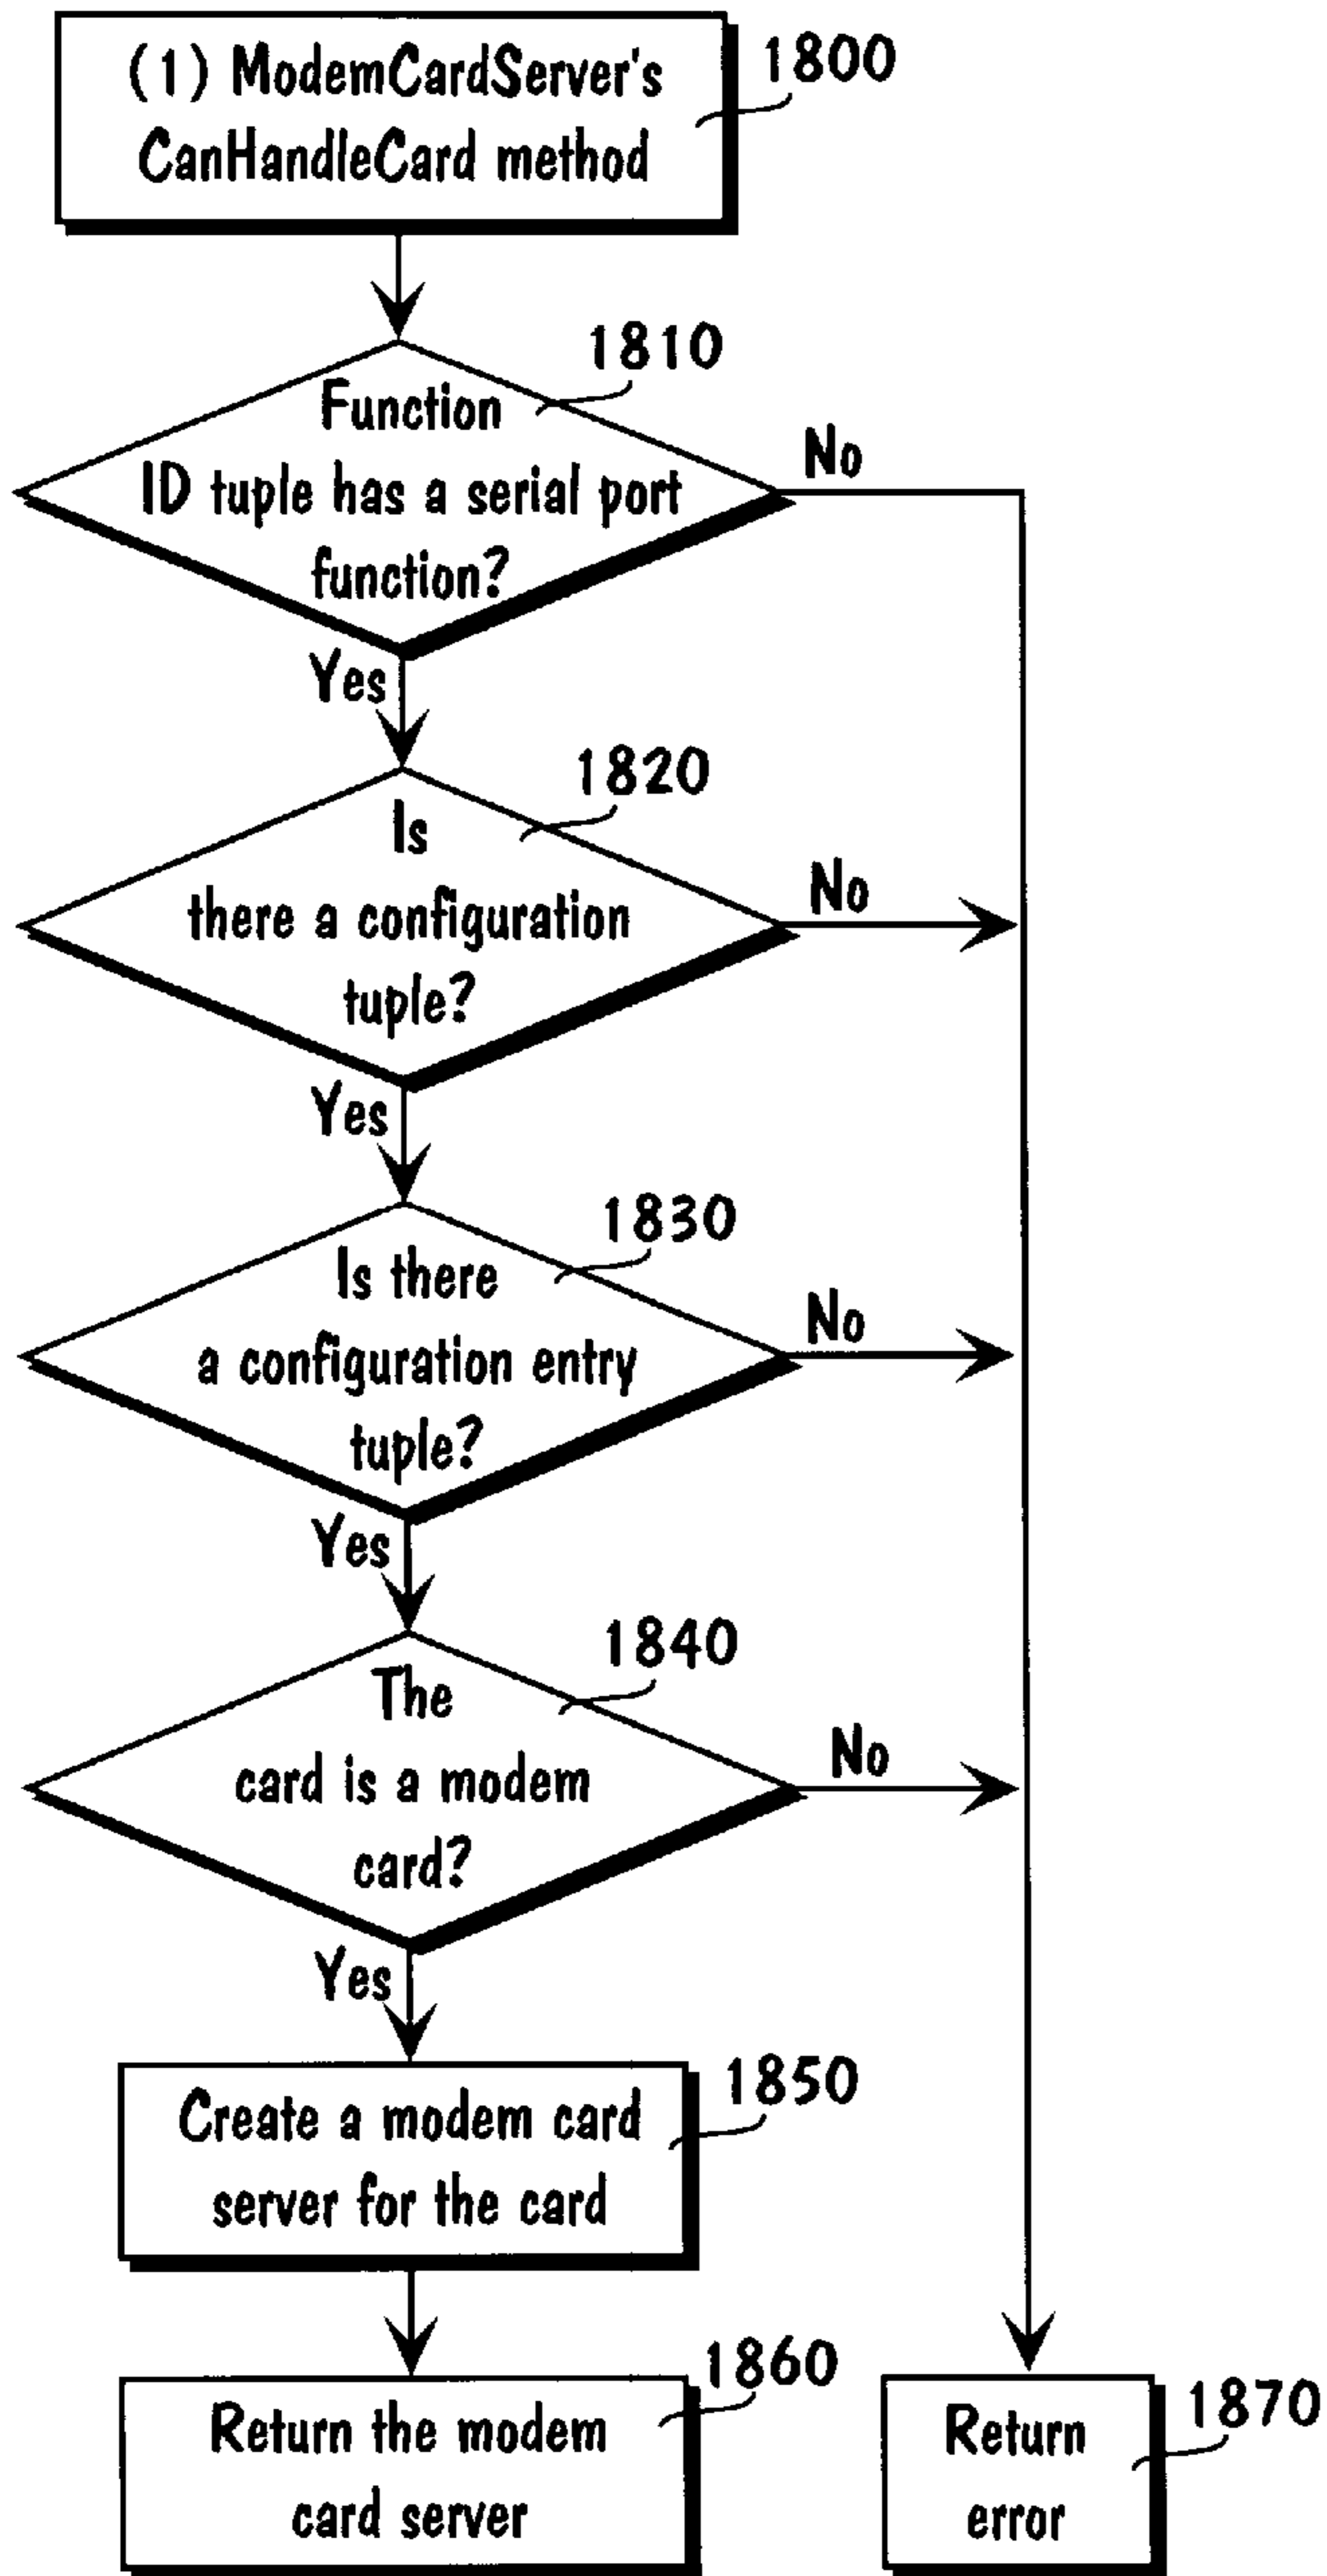 (1) ModemCardServer's
CanHandleCard method
1800
1810
Function
ID tuple has a serial port
function?
No
Yes
1820
Is
there a configuration
tuple?
No
Yes
1830
Is there
a configuration entry
tuple?
No
Yes
1840
The
card is a modem
card?
No
Yes
1850
Create a modem card
server for the card
1860
Return the modem
card server
1870
Return
error